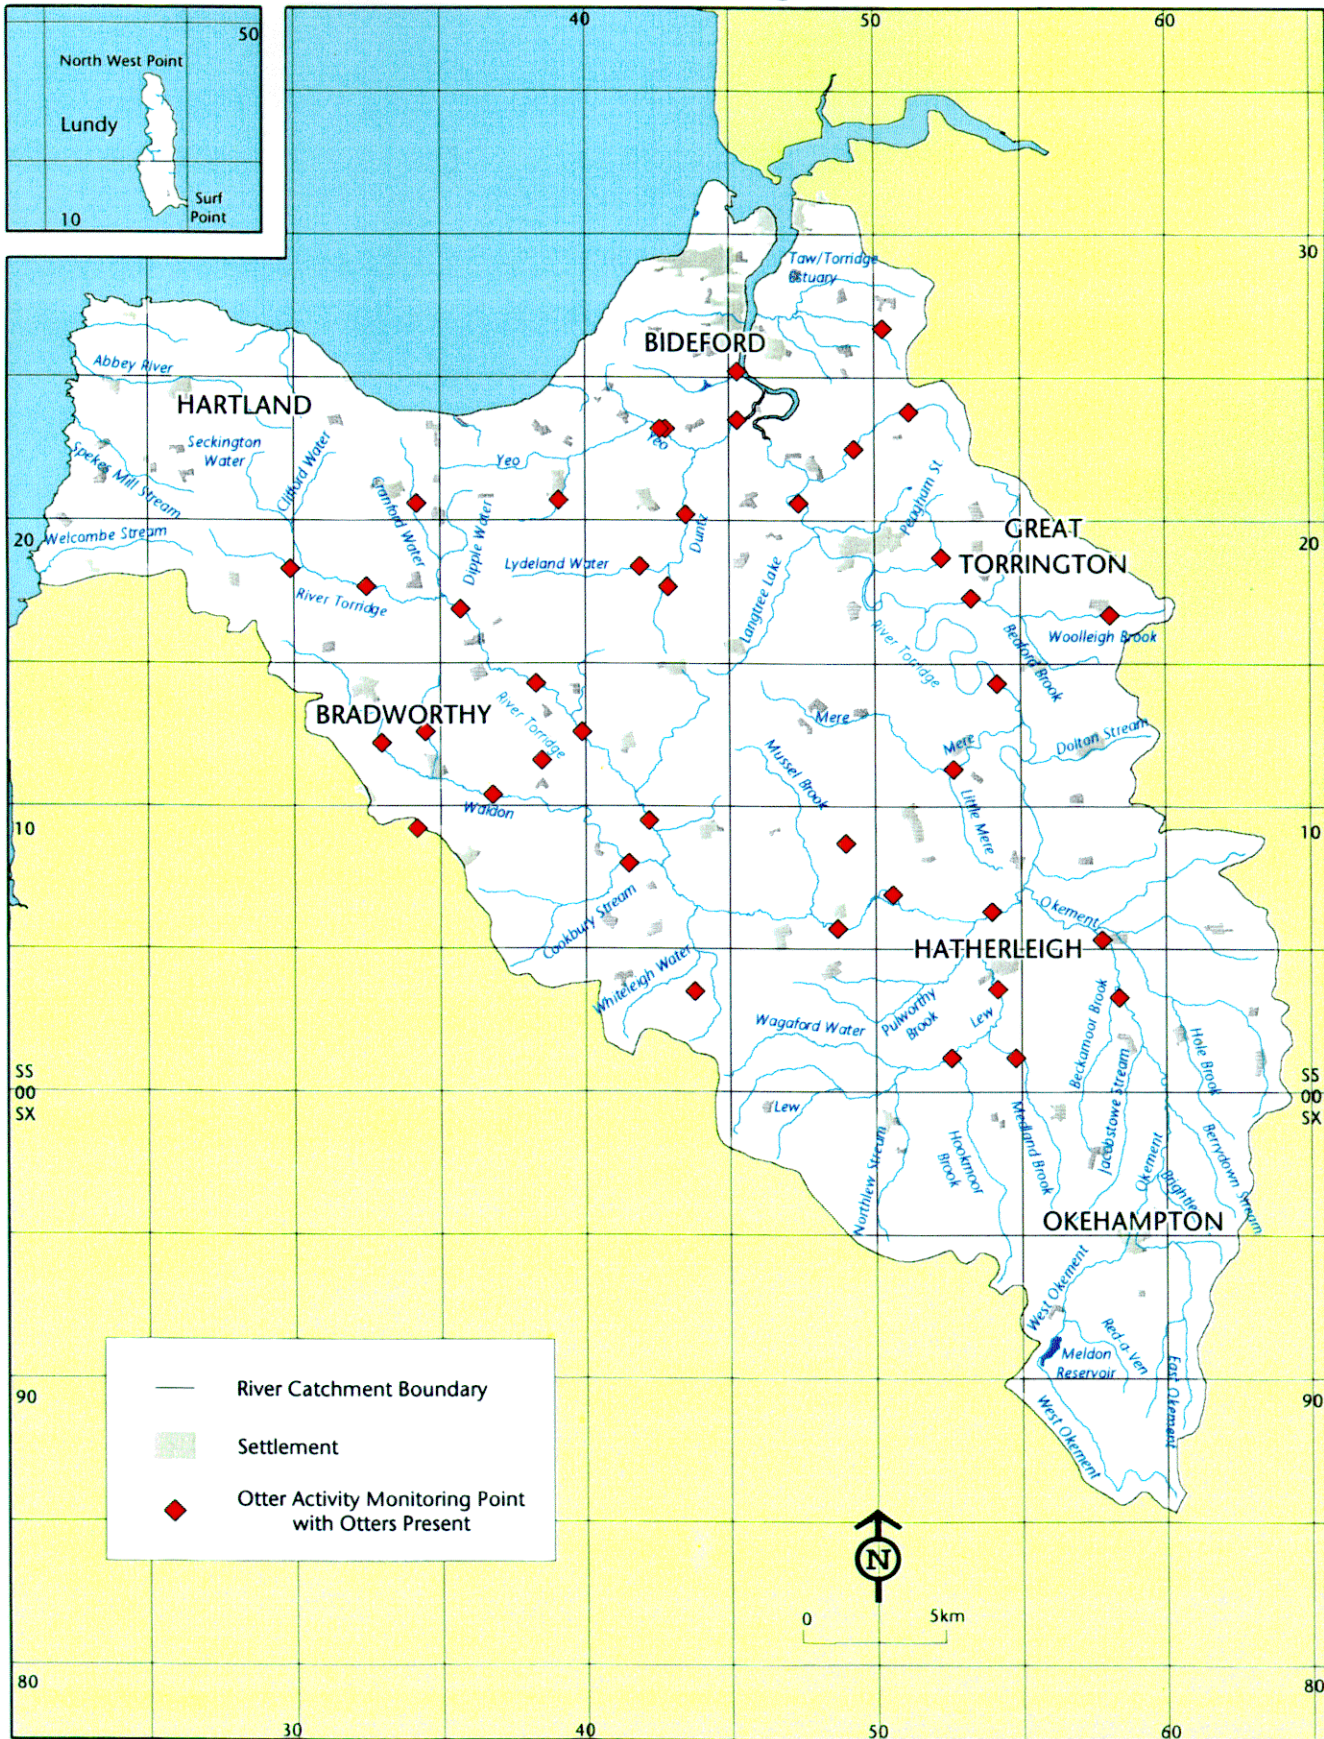 40
50
60
50
North West Point
Lundy
Surf
Point
10
30
Taw/Torridge
Estuary
BIDEFORD
Abbey River
HARTLAND
Seckington
Water
Clifford Water
Spekes Mill Stream
Yeo
Yeo
Cranford Water
Dipple Water
Duntz
Peagham St
GREAT
TORRINGTON
20
Welcombe Stream
20
Lydeland Water
Langtree Lake
River Torridge
River Torridge
Bedford Brook
Woolleigh Brook
BRADWORTHY
River Torridge
Mere
Mere
Dolton Stream
Mussel Brook
Little Mere
Waldon
10
10
Cookbury Stream
Okement
HATHERLEIGH
Whiteleigh Water
Pulworthy
Brook
Wagaford Water
Lew
Beckamoor Brook
Hole Brook
Jacobstowe Stream
SS
00
SX
SS
00
SX
Lew
Northlew Stream
Hookmoor
Brook
Medland Brook
Okement
Brightle
Berrydown Stream
OKEHAMPTON
West Okement
Red-a-Ven
Meldon
Reservoir
East Okement
West Okement
90
90
River Catchment Boundary
Settlement
Otter Activity Monitoring Point
with Otters Present
N
0
5km
80
80
30
40
50
60